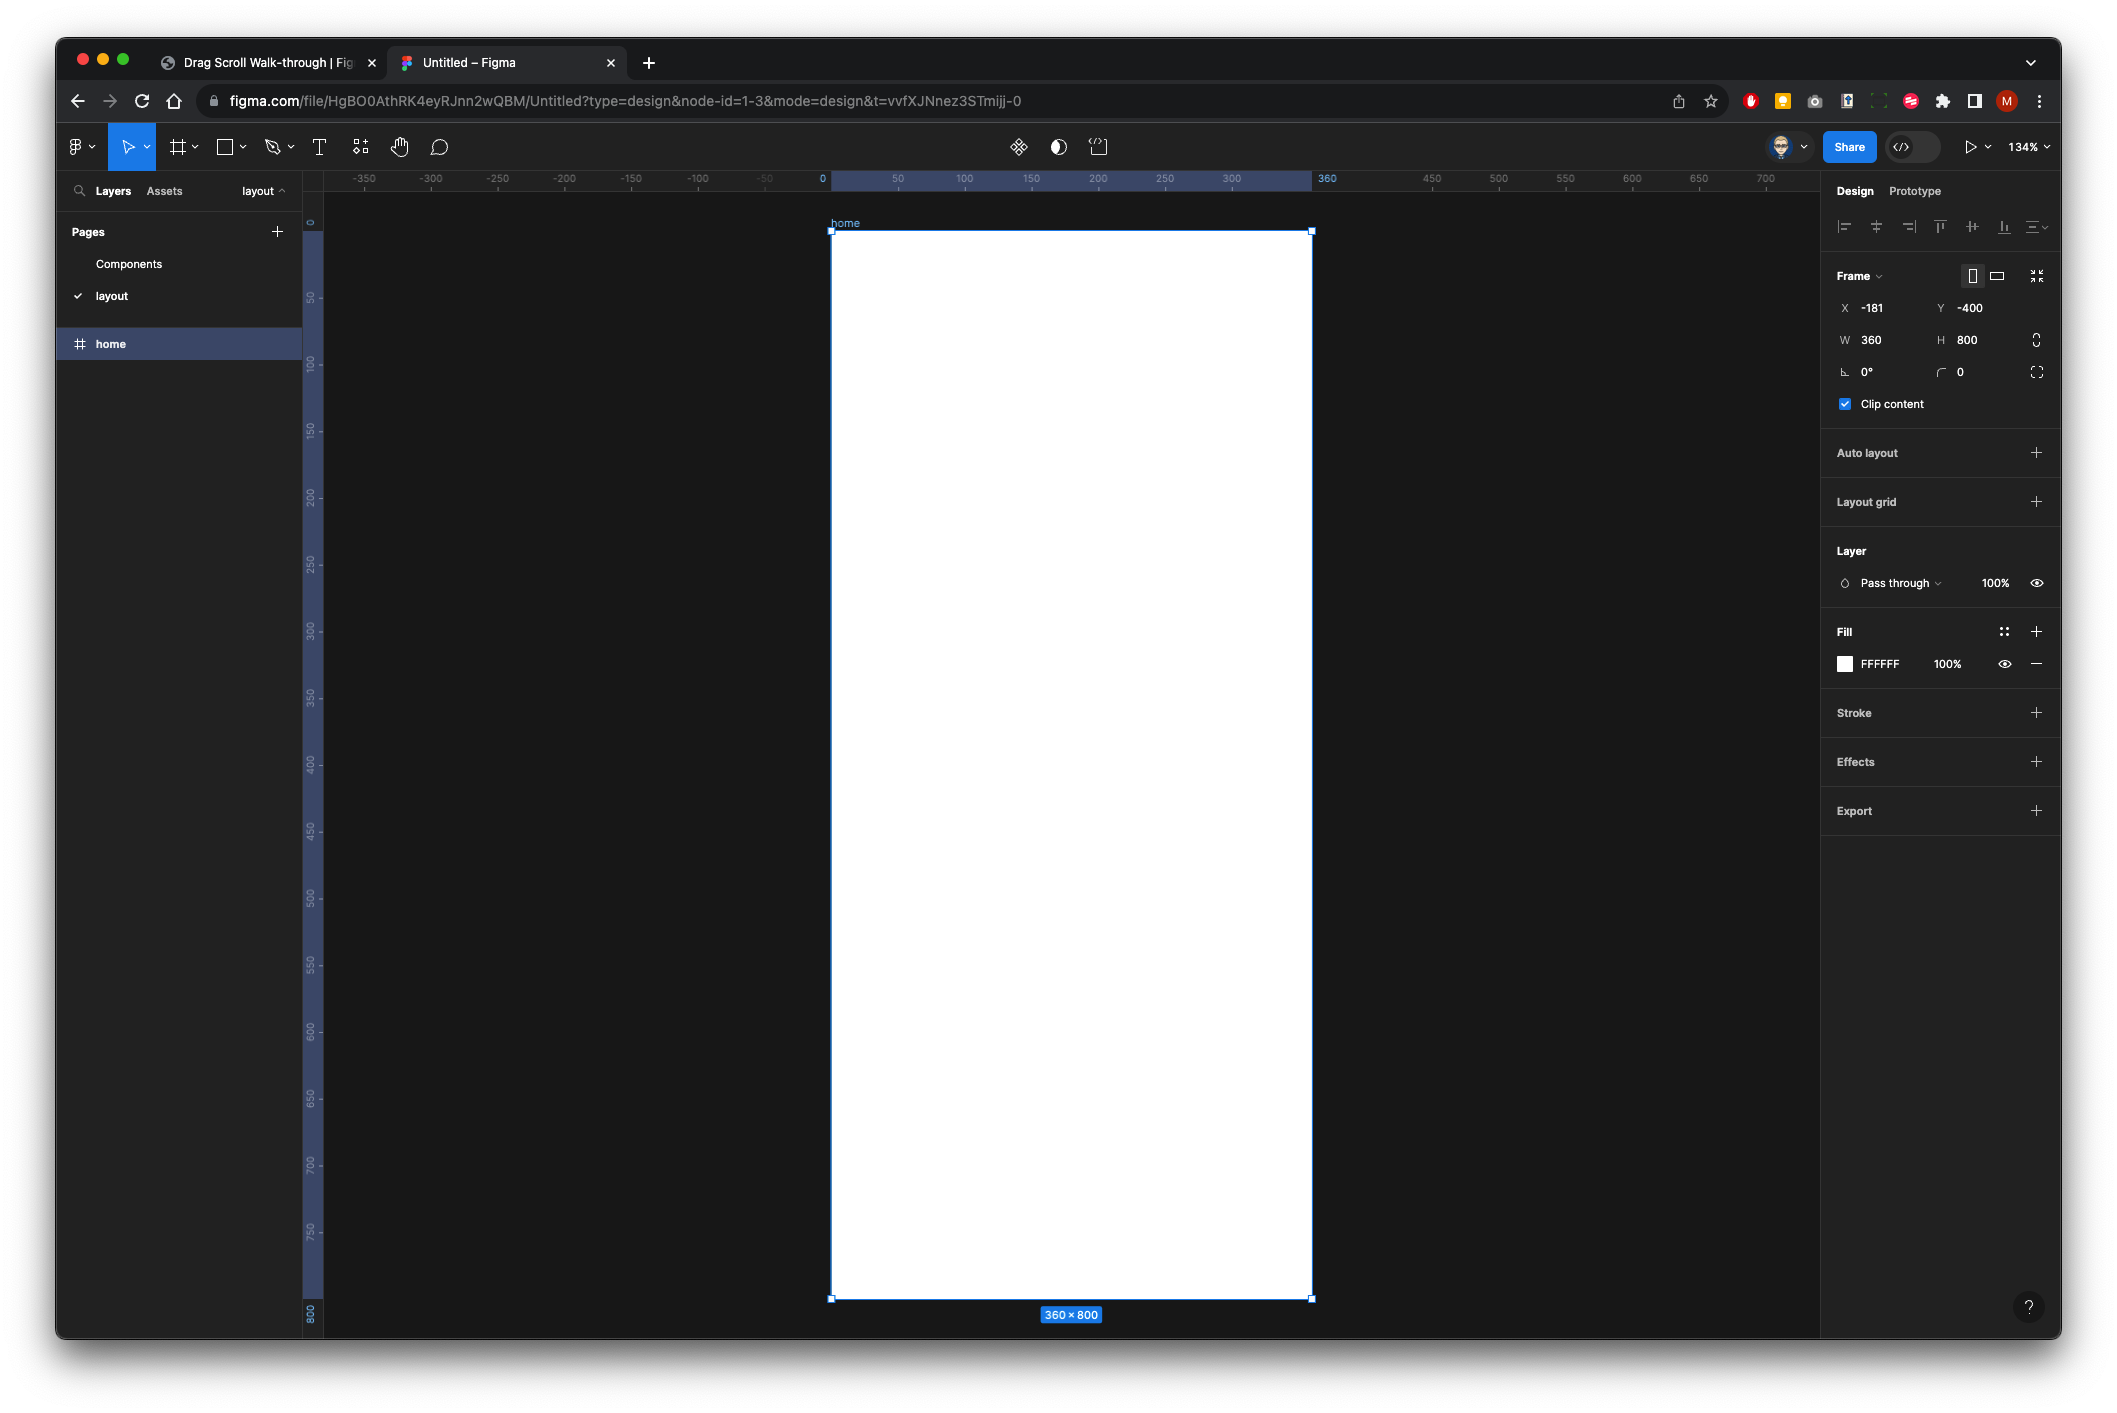 Drag Scroll Walk-through | Fig
Untitled – Figma
figma.com/file/HgBO0AthRK4eyRJnn2wQBM/Untitled?type=design&node-id=1-3&mode=design&t=vvfXJNnez3STmijj-0
M
Share
134%
Layers Assets layout
Pages
Components
layout
home
-350 -300 -250 -200 -150 -100 -50 0 50 100 150 200 250 300 360 450 500 550 600 650 700
0
50
100
150
200
250
300
350
400
450
500
550
600
650
700
750
800
home
360 × 800
Design Prototype
Frame
X -181 Y -400
W 360 H 800
0° 0
Clip content
Auto layout
Layout grid
Layer
Pass through 100%
Fill
FFFFFF 100%
Stroke
Effects
Export
?